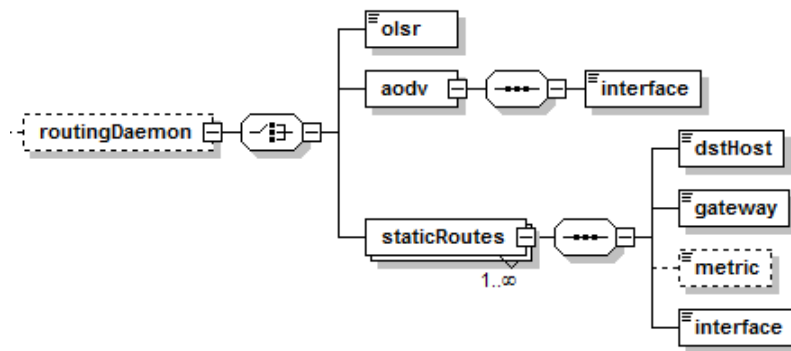 olsr
aodv
interface
routingDaemon
dstHost
gateway
staticRoutes
metric
1..∞
interface